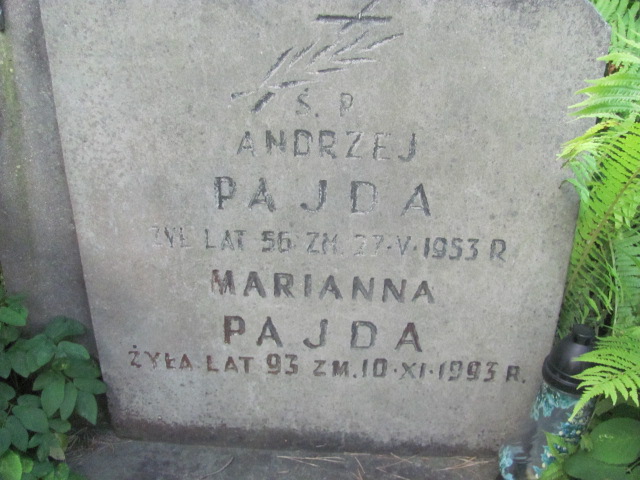 Ś. P.
ANDRZEJ
PAJDA
ŻYŁ LAT 56 ZM. 27·V·1953 R
MARIANNA
PAJDA
ŻYŁA LAT 93 ZM. 10·XI·1993 R.